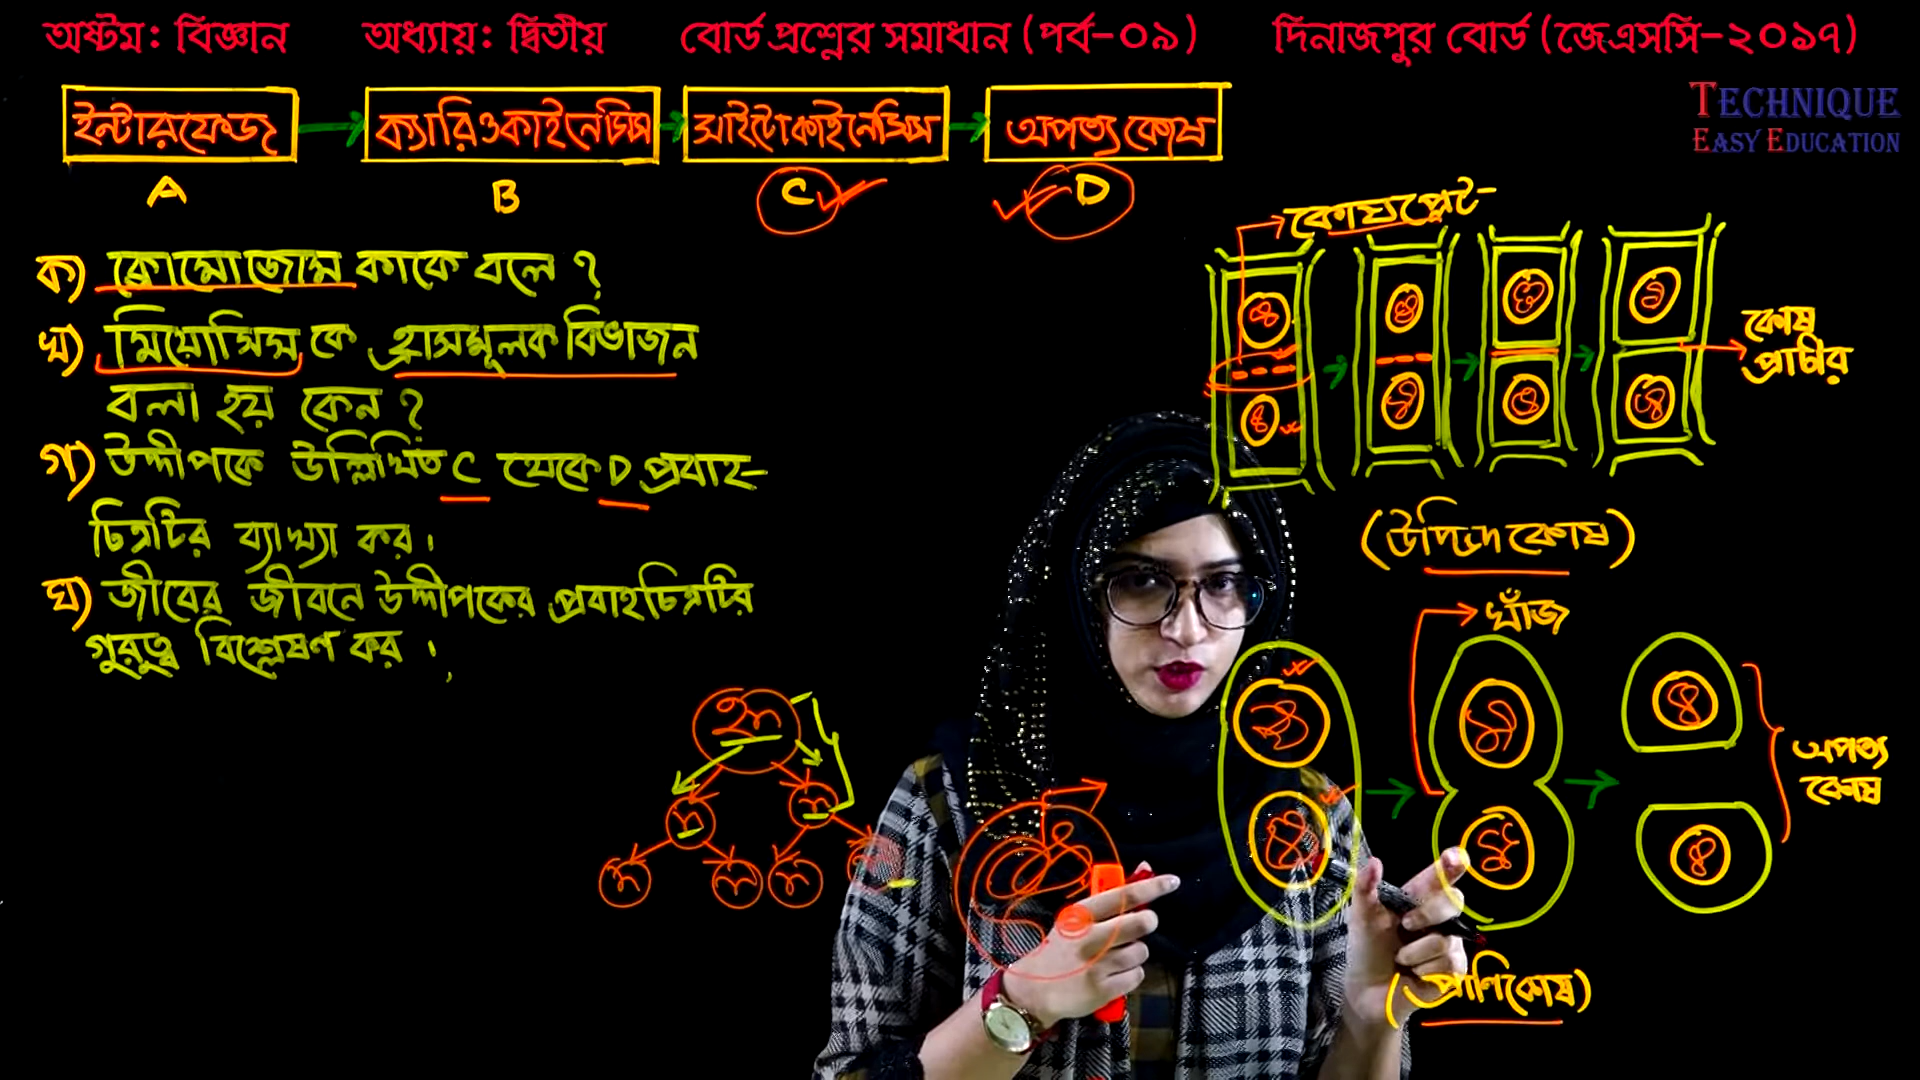 অষ্টম: বিজ্ঞান
অধ্যায়: দ্বিতীয়
বোর্ড প্রশ্নের সমাধান (পর্ব-০৯)
দিনাজপুর বোর্ড (জেএসসি-২০১৭)
TECHNIQUE
EASY EDUCATION
ইন্টারফেজ
ক্যারিওকাইনেসিস
সাইটোকাইনেসিস
অপত্য কোষ
A
B
C
D
ক) ক্রোমোজোম কাকে বলে ?
খ) মিয়োসিস কে হ্রাসমূলক বিভাজন
বলা হয় কেন ?
গ) উদ্দীপকে উল্লিখিত C থেকে D প্রবাহ-
চিত্রটির ব্যাখ্যা কর।
ঘ) জীবের জীবনে উদ্দীপকের প্রবাহচিত্রটির
গুরুত্ব বিশ্লেষণ কর।
কোষপ্লেট
কোষ
প্রাচীর
(উদ্ভিদ কোষ)
খাঁজ
অপত্য
কোষ
(প্রাণিকোষ)
2n
n
n
n
n
n